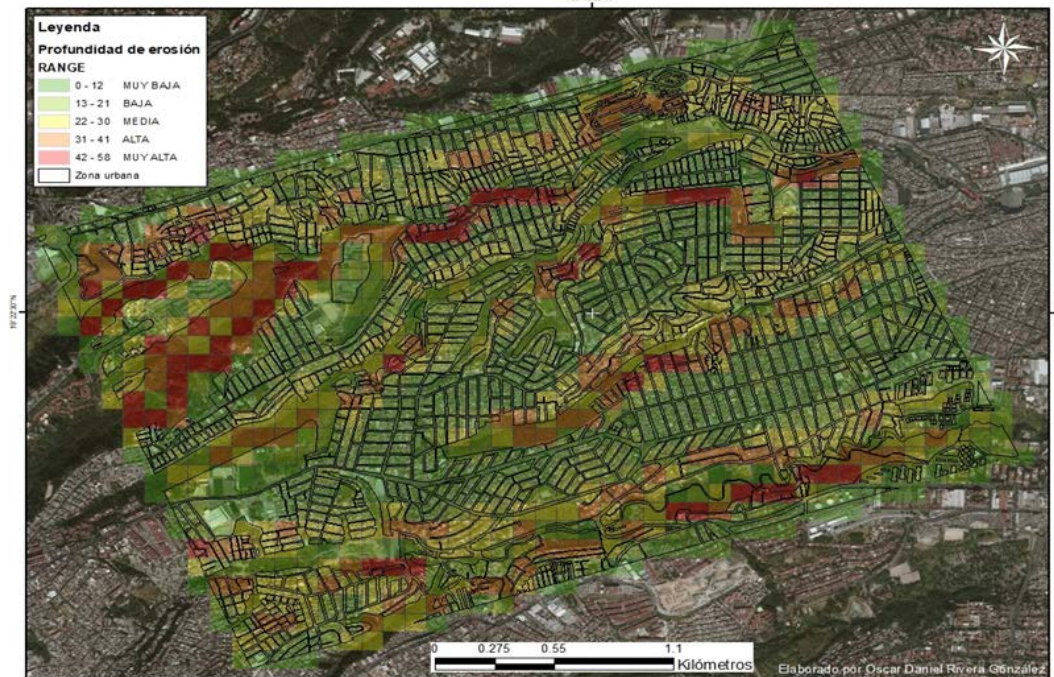 Leyenda
Profundidad de erosión
RANGE
0 - 12 MUY BAJA
13 - 21 BAJA
22 - 30 MEDIA
31 - 41 ALTA
42 - 58 MUY ALTA
Zona urbana
0 0.275 0.55 1.1
Kilómetros
Elaborado por Oscar Daniel Rivera González